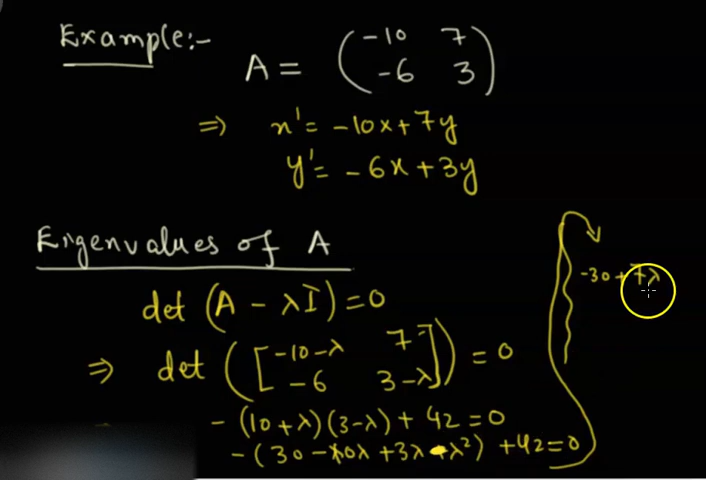 Example:-
A = (-10 7
-6 3)
⇒ x' = -10x + 7y
y' = -6x + 3y
Eigenvalues of A
det (A - λI) = 0
⇒ det ([-10-λ 7
-6 3-λ]) = 0
- (10+λ)(3-λ) + 42 = 0
- (30 - 10λ + 3λ - λ²) + 42 = 0
-30 + 7λ